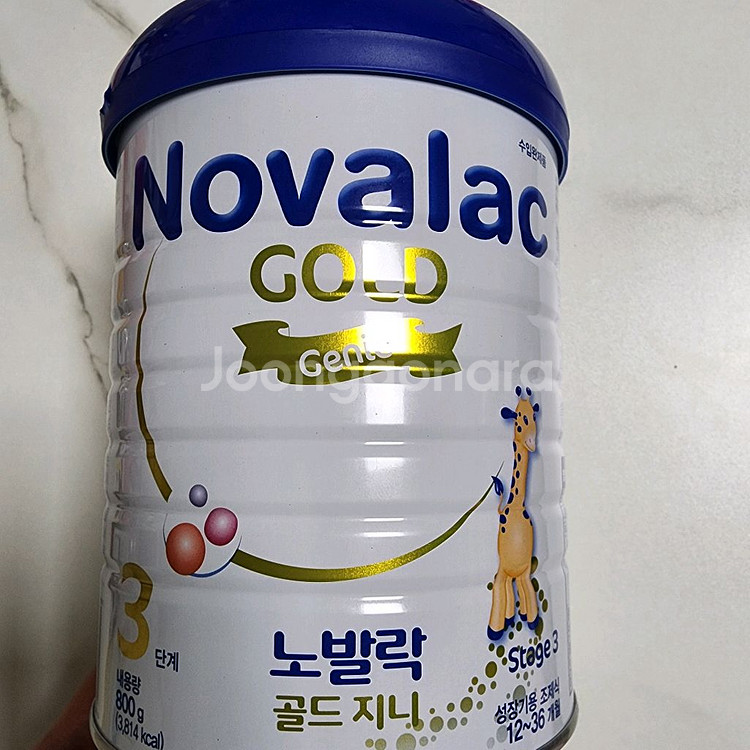 수입완제품
Novalac
GOLD
Genie
Joonggonara
3 단계
내용량
800 g
(3,814 kcal)
노발락
골드 지니
Stage 3
성장기용 조제식
12~36 개월